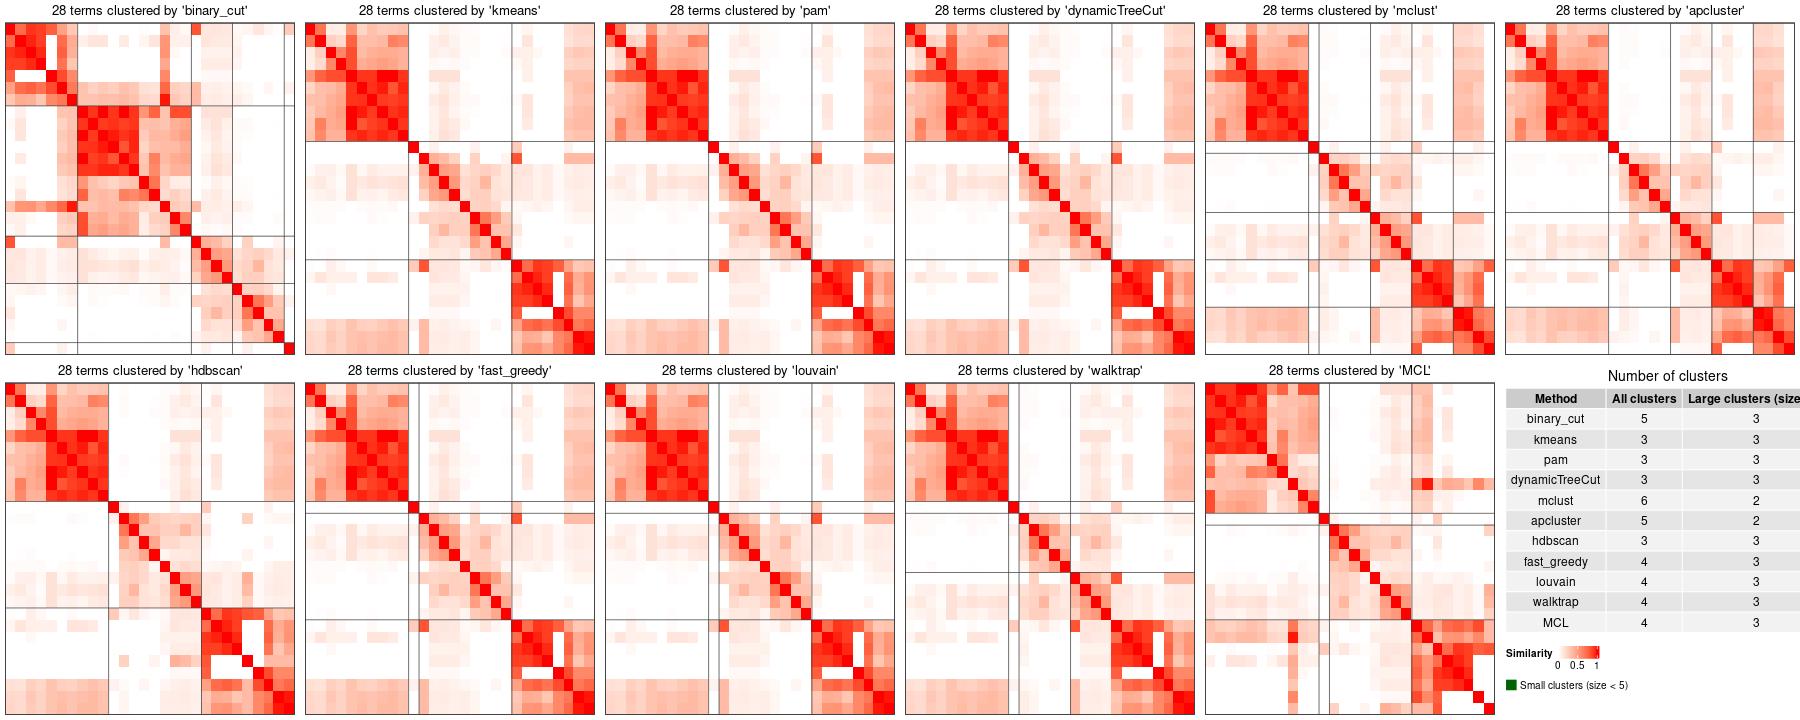 28 terms clustered by 'binary_cut'
28 terms clustered by 'kmeans'
28 terms clustered by 'pam'
28 terms clustered by 'dynamicTreeCut'
28 terms clustered by 'mclust'
28 terms clustered by 'apcluster'
28 terms clustered by 'hdbscan'
28 terms clustered by 'fast_greedy'
28 terms clustered by 'louvain'
28 terms clustered by 'walktrap'
28 terms clustered by 'MCL'
Number of clusters
Method All clusters Large clusters (size
binary_cut 5 3
kmeans 3 3
pam 3 3
dynamicTreeCut 3 3
mclust 6 2
apcluster 5 2
hdbscan 3 3
fast_greedy 4 3
louvain 4 3
walktrap 4 3
MCL 4 3
Similarity
0 0.5 1
Small clusters (size < 5)